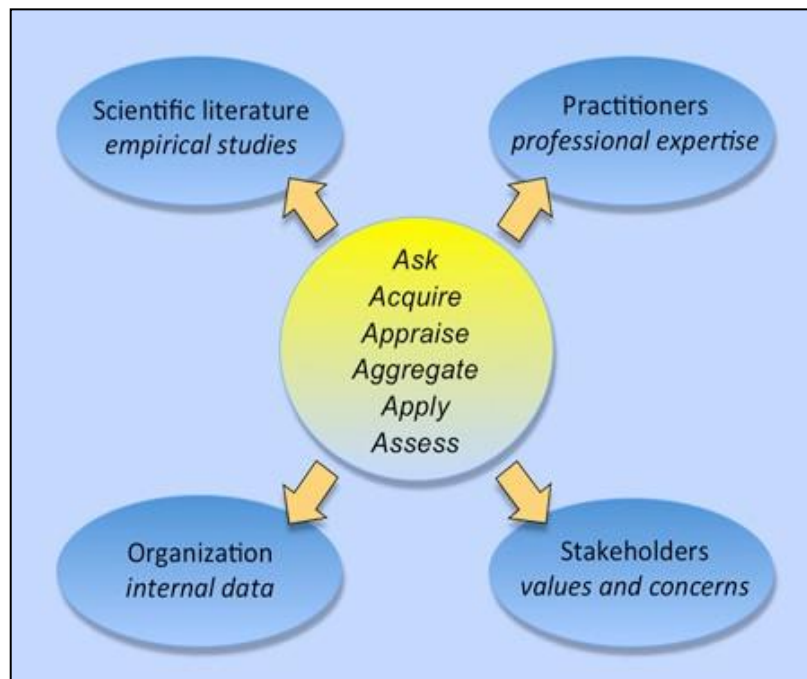 Scientific literature
empirical studies
Practitioners
professional expertise
Ask
Acquire
Appraise
Aggregate
Apply
Assess
Organization
internal data
Stakeholders
values and concerns